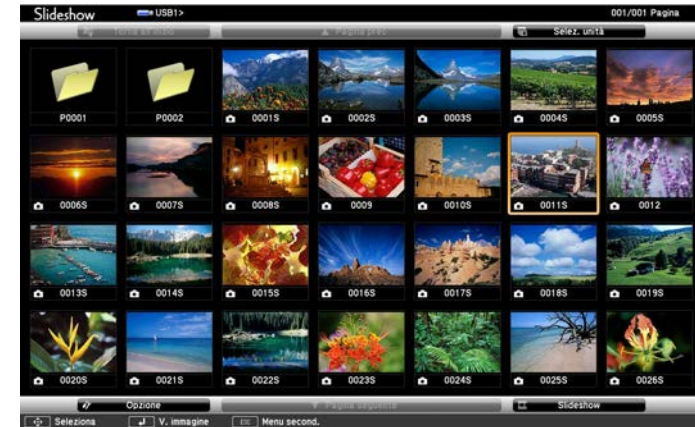 Slideshow USB1> 001/001 Pagina
Torna all'inizio Pagina prec Selez. unità
P0001 P0002 0001S 0002S 0003S 0004S 0005S
0006S 0007S 0008S 0009 0010S 0011S 0012
0013S 0014S 0015S 0016S 0017S 0018S 0019S
0020S 0021S 0022S 0023S 0024S 0025S 0026S
Opzione Pagina seguente Slideshow
Seleziona V. immagine Esc Menu second.